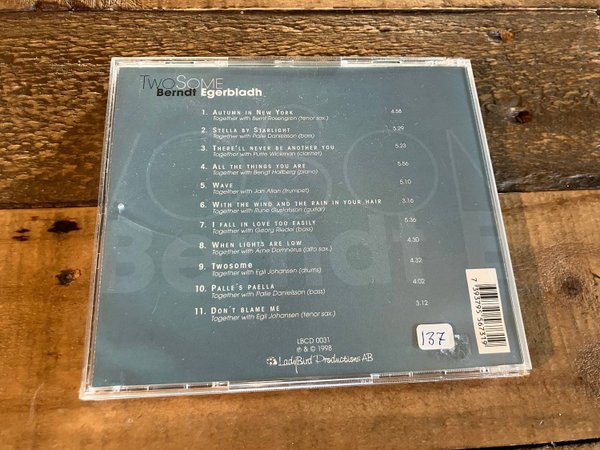 TwoSome
Berndt Egerbladh
1. Autumn in New York 4.58
Together with Bernt Rosengren (tenor sax.)
2. Stella by Starlight 5.29
Together with Palle Danielsson (bass)
3. There'll never be another you 5.23
Together with Putte Wickman (clarinet)
4. All the things you are 5.56
Together with Bengt Hallberg (piano)
5. Wave 5.10
Together with Jan Allan (trumpet)
6. With the wind and the rain in your hair 3.16
Together with Rune Gustafsson (guitar)
7. I fall in love too easily 5.36
Together with Georg Riedel (bass)
8. When lights are low 4.30
Together with Arne Domnérus (alto sax.)
9. Twosome 4.32
Together with Egil Johansen (drums)
10. Palle's paella 4.02
Together with Palle Danielsson (bass)
11. Don't blame me 3.12
Together with Egil Johansen (tenor sax.)
LBCD 0031
℗ & © 1998
LadyBird Productions AB
137